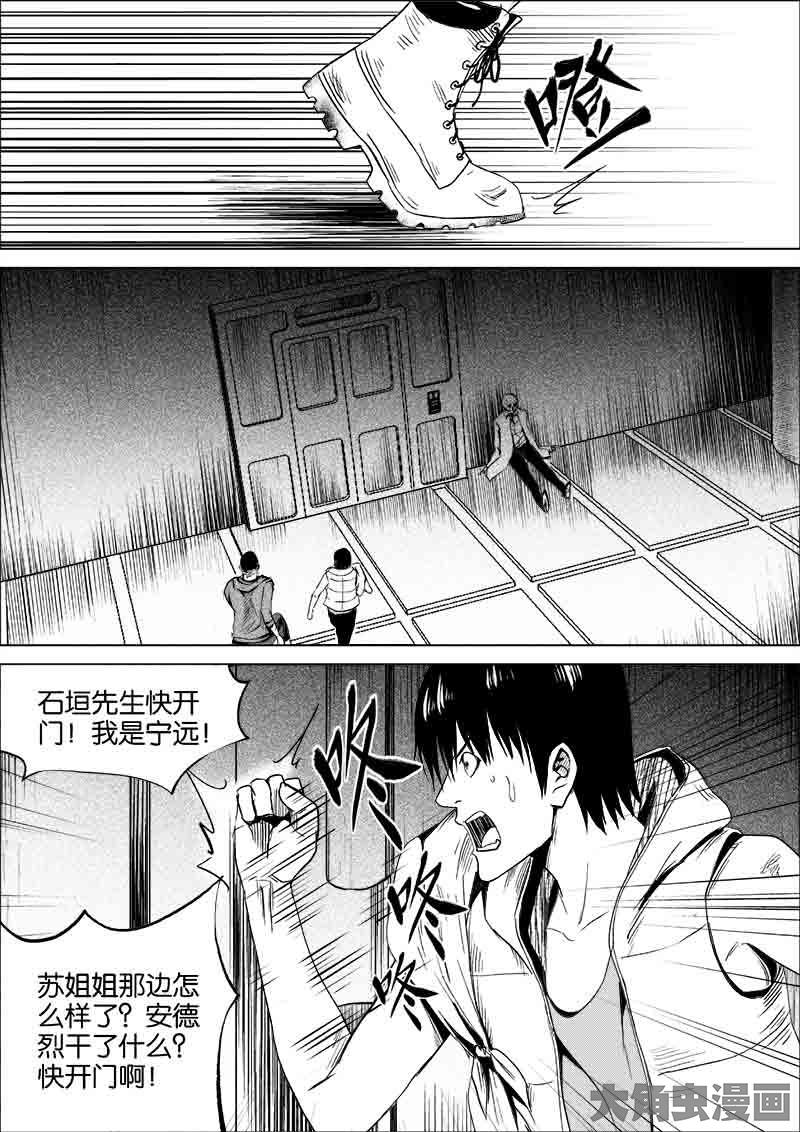 噔
石垣先生快开
门！我是宁远！
咚
咚
咚
苏姐姐那边怎
么样了？安德
烈干了什么？
快开门啊！
大角虫漫画